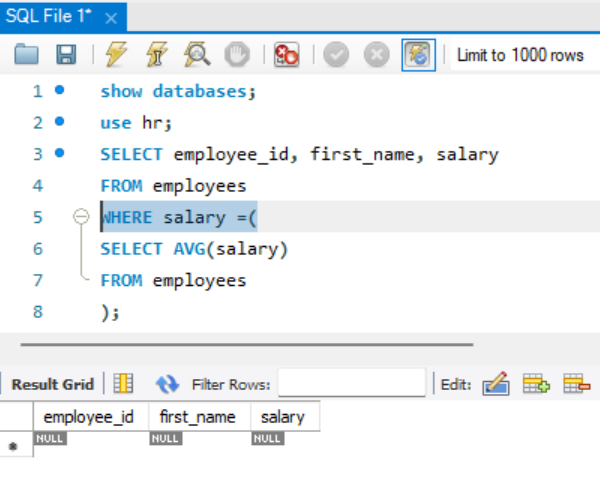 SQL File 1*
Limit to 1000 rows
1 show databases;
2 use hr;
3 SELECT employee_id, first_name, salary
4 FROM employees
5 WHERE salary =(
6 SELECT AVG(salary)
7 FROM employees
8 );
Result Grid Filter Rows: Edit:
employee_id first_name salary
* NULL NULL NULL